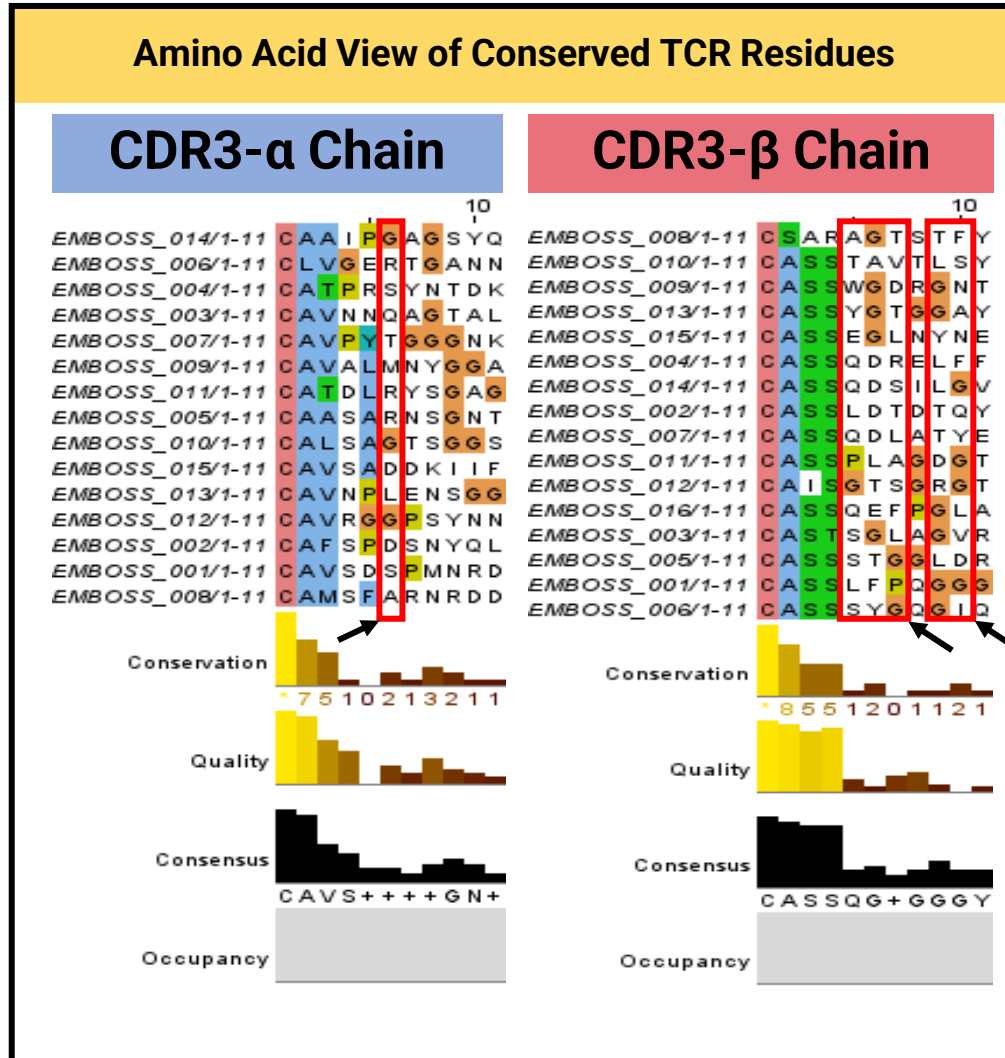 Amino Acid View of Conserved TCR Residues
CDR3-α Chain
10
EMBOSS_014/1-11 CAAIPGAGSYQ
EMBOSS_006/1-11 CLVGERTGANN
EMBOSS_004/1-11 CATPRSYNTDK
EMBOSS_003/1-11 CAVNNQAGTAL
EMBOSS_007/1-11 CAVPYTGGGNK
EMBOSS_009/1-11 CAVALMNYGGA
EMBOSS_011/1-11 CATDLRYSGAG
EMBOSS_005/1-11 CAASARNSGNT
EMBOSS_010/1-11 CALSAGTSGGS
EMBOSS_015/1-11 CAVSADDKIIF
EMBOSS_013/1-11 CAVNPLENSGG
EMBOSS_012/1-11 CAVRGGPSYNN
EMBOSS_002/1-11 CAFSPDSNYQL
EMBOSS_001/1-11 CAVSDSPMNRD
EMBOSS_008/1-11 CAMSFARNRDD
Conservation
*7510213211
Quality
Consensus
CAVS++++GN+
Occupancy
CDR3-β Chain
10
EMBOSS_008/1-11 CSARAGTSTFY
EMBOSS_010/1-11 CASSTAVTLSY
EMBOSS_009/1-11 CASSWGDRGNT
EMBOSS_013/1-11 CASSYGTGGAY
EMBOSS_015/1-11 CASSEGLNYNE
EMBOSS_004/1-11 CASSQDRELFF
EMBOSS_014/1-11 CASSQDSILGV
EMBOSS_002/1-11 CASSLDTDTQY
EMBOSS_007/1-11 CASSQDLATYE
EMBOSS_011/1-11 CASSPLAGDGT
EMBOSS_012/1-11 CAISGTSGRGT
EMBOSS_016/1-11 CASSQEFPGLA
EMBOSS_003/1-11 CASTSGLAGVR
EMBOSS_005/1-11 CASSSTGGLDR
EMBOSS_001/1-11 CASSLFPQGGG
EMBOSS_006/1-11 CASSSYGQGIQ
Conservation
*8551201121
Quality
Consensus
CASSQG+GGGY
Occupancy